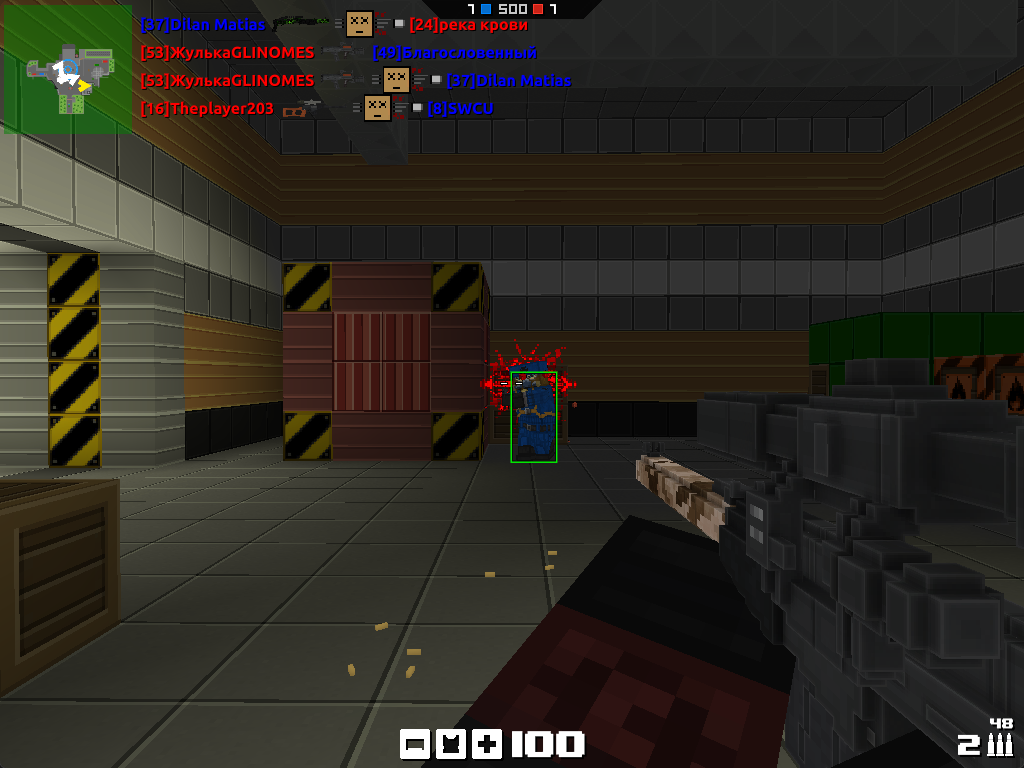 1 500 1
[37]Dilan Matias [24]река крови
[53]ЖулькаGLINOMES [49]Благословенный
[53]ЖулькаGLINOMES [37]Dilan Matias
[16]Theplayer203 [8]SWCU
48
100 2